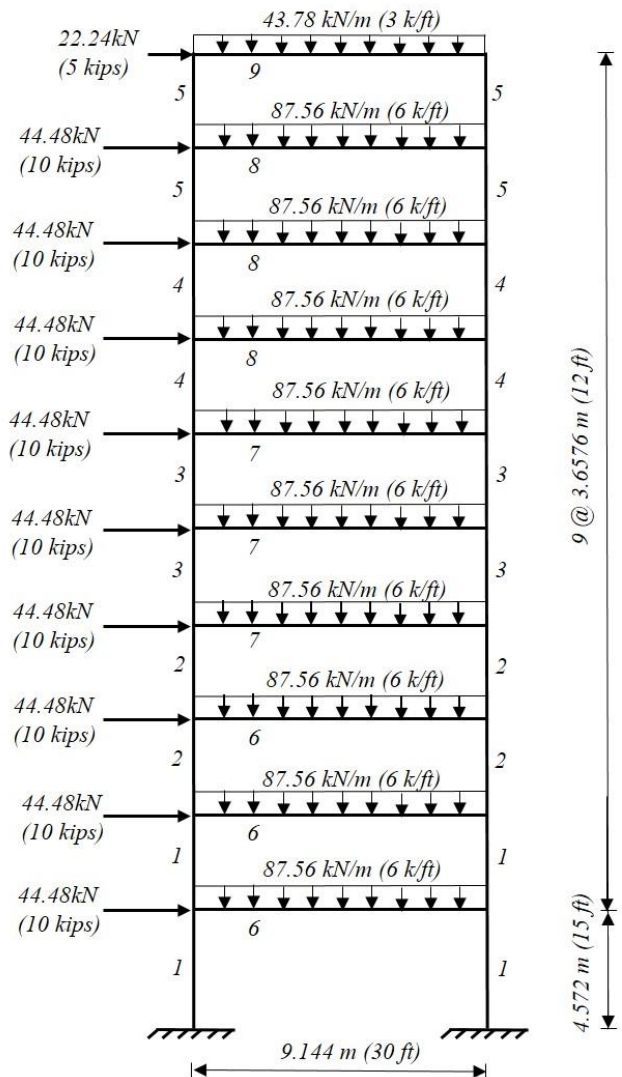 43.78 kN/m (3 k/ft)
22.24kN
(5 kips)
9
5
5
87.56 kN/m (6 k/ft)
44.48kN
(10 kips)
8
5
5
87.56 kN/m (6 k/ft)
44.48kN
(10 kips)
8
4
4
87.56 kN/m (6 k/ft)
44.48kN
(10 kips)
8
4
4
87.56 kN/m (6 k/ft)
44.48kN
(10 kips)
7
3
3
87.56 kN/m (6 k/ft)
44.48kN
(10 kips)
7
3
3
87.56 kN/m (6 k/ft)
44.48kN
(10 kips)
7
2
2
87.56 kN/m (6 k/ft)
44.48kN
(10 kips)
6
2
2
87.56 kN/m (6 k/ft)
44.48kN
(10 kips)
6
1
1
87.56 kN/m (6 k/ft)
44.48kN
(10 kips)
6
1
1
9 @ 3.6576 m (12 ft)
4.572 m (15 ft)
9.144 m (30 ft)